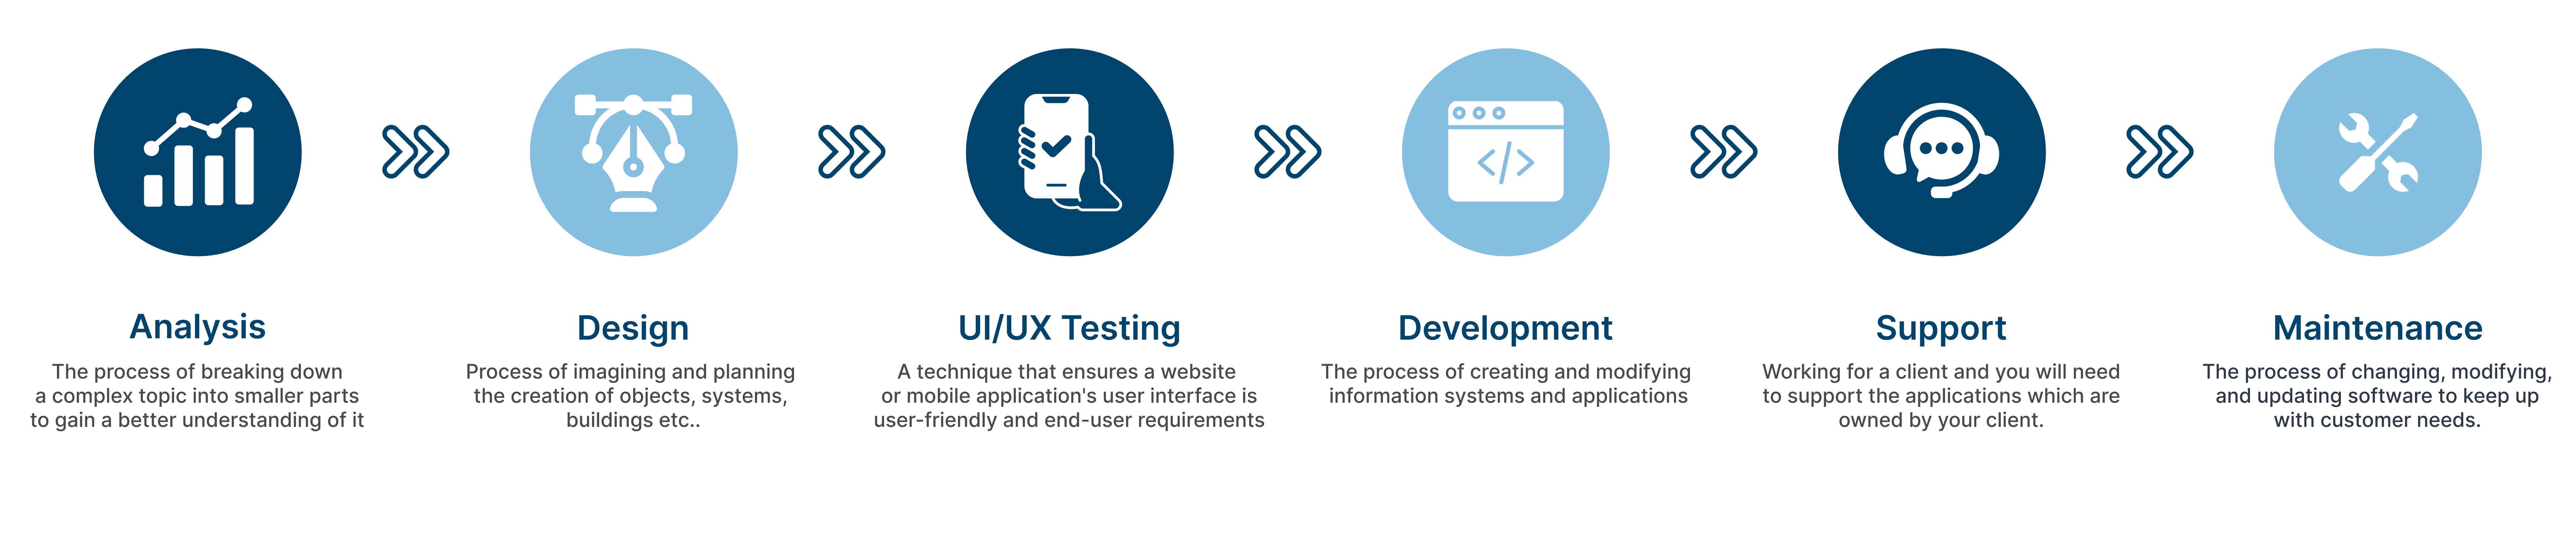 Analysis
The process of breaking down
a complex topic into smaller parts
to gain a better understanding of it
Design
Process of imagining and planning
the creation of objects, systems,
buildings etc..
UI/UX Testing
A technique that ensures a website
or mobile application's user interface is
user-friendly and end-user requirements
Development
The process of creating and modifying
information systems and applications
Support
Working for a client and you will need
to support the applications which are
owned by your client.
Maintenance
The process of changing, modifying,
and updating software to keep up
with customer needs.